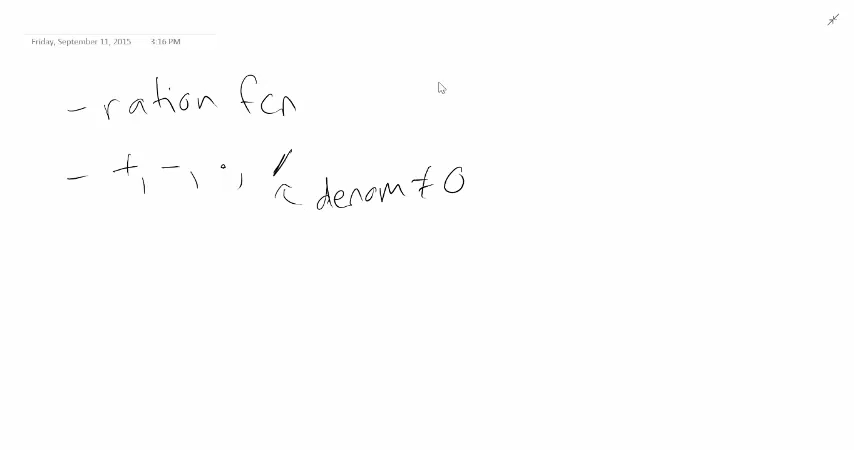 Friday, September 11, 2015 3:16 PM
- ration fcn
- +, -, ·, / denom ≠ 0